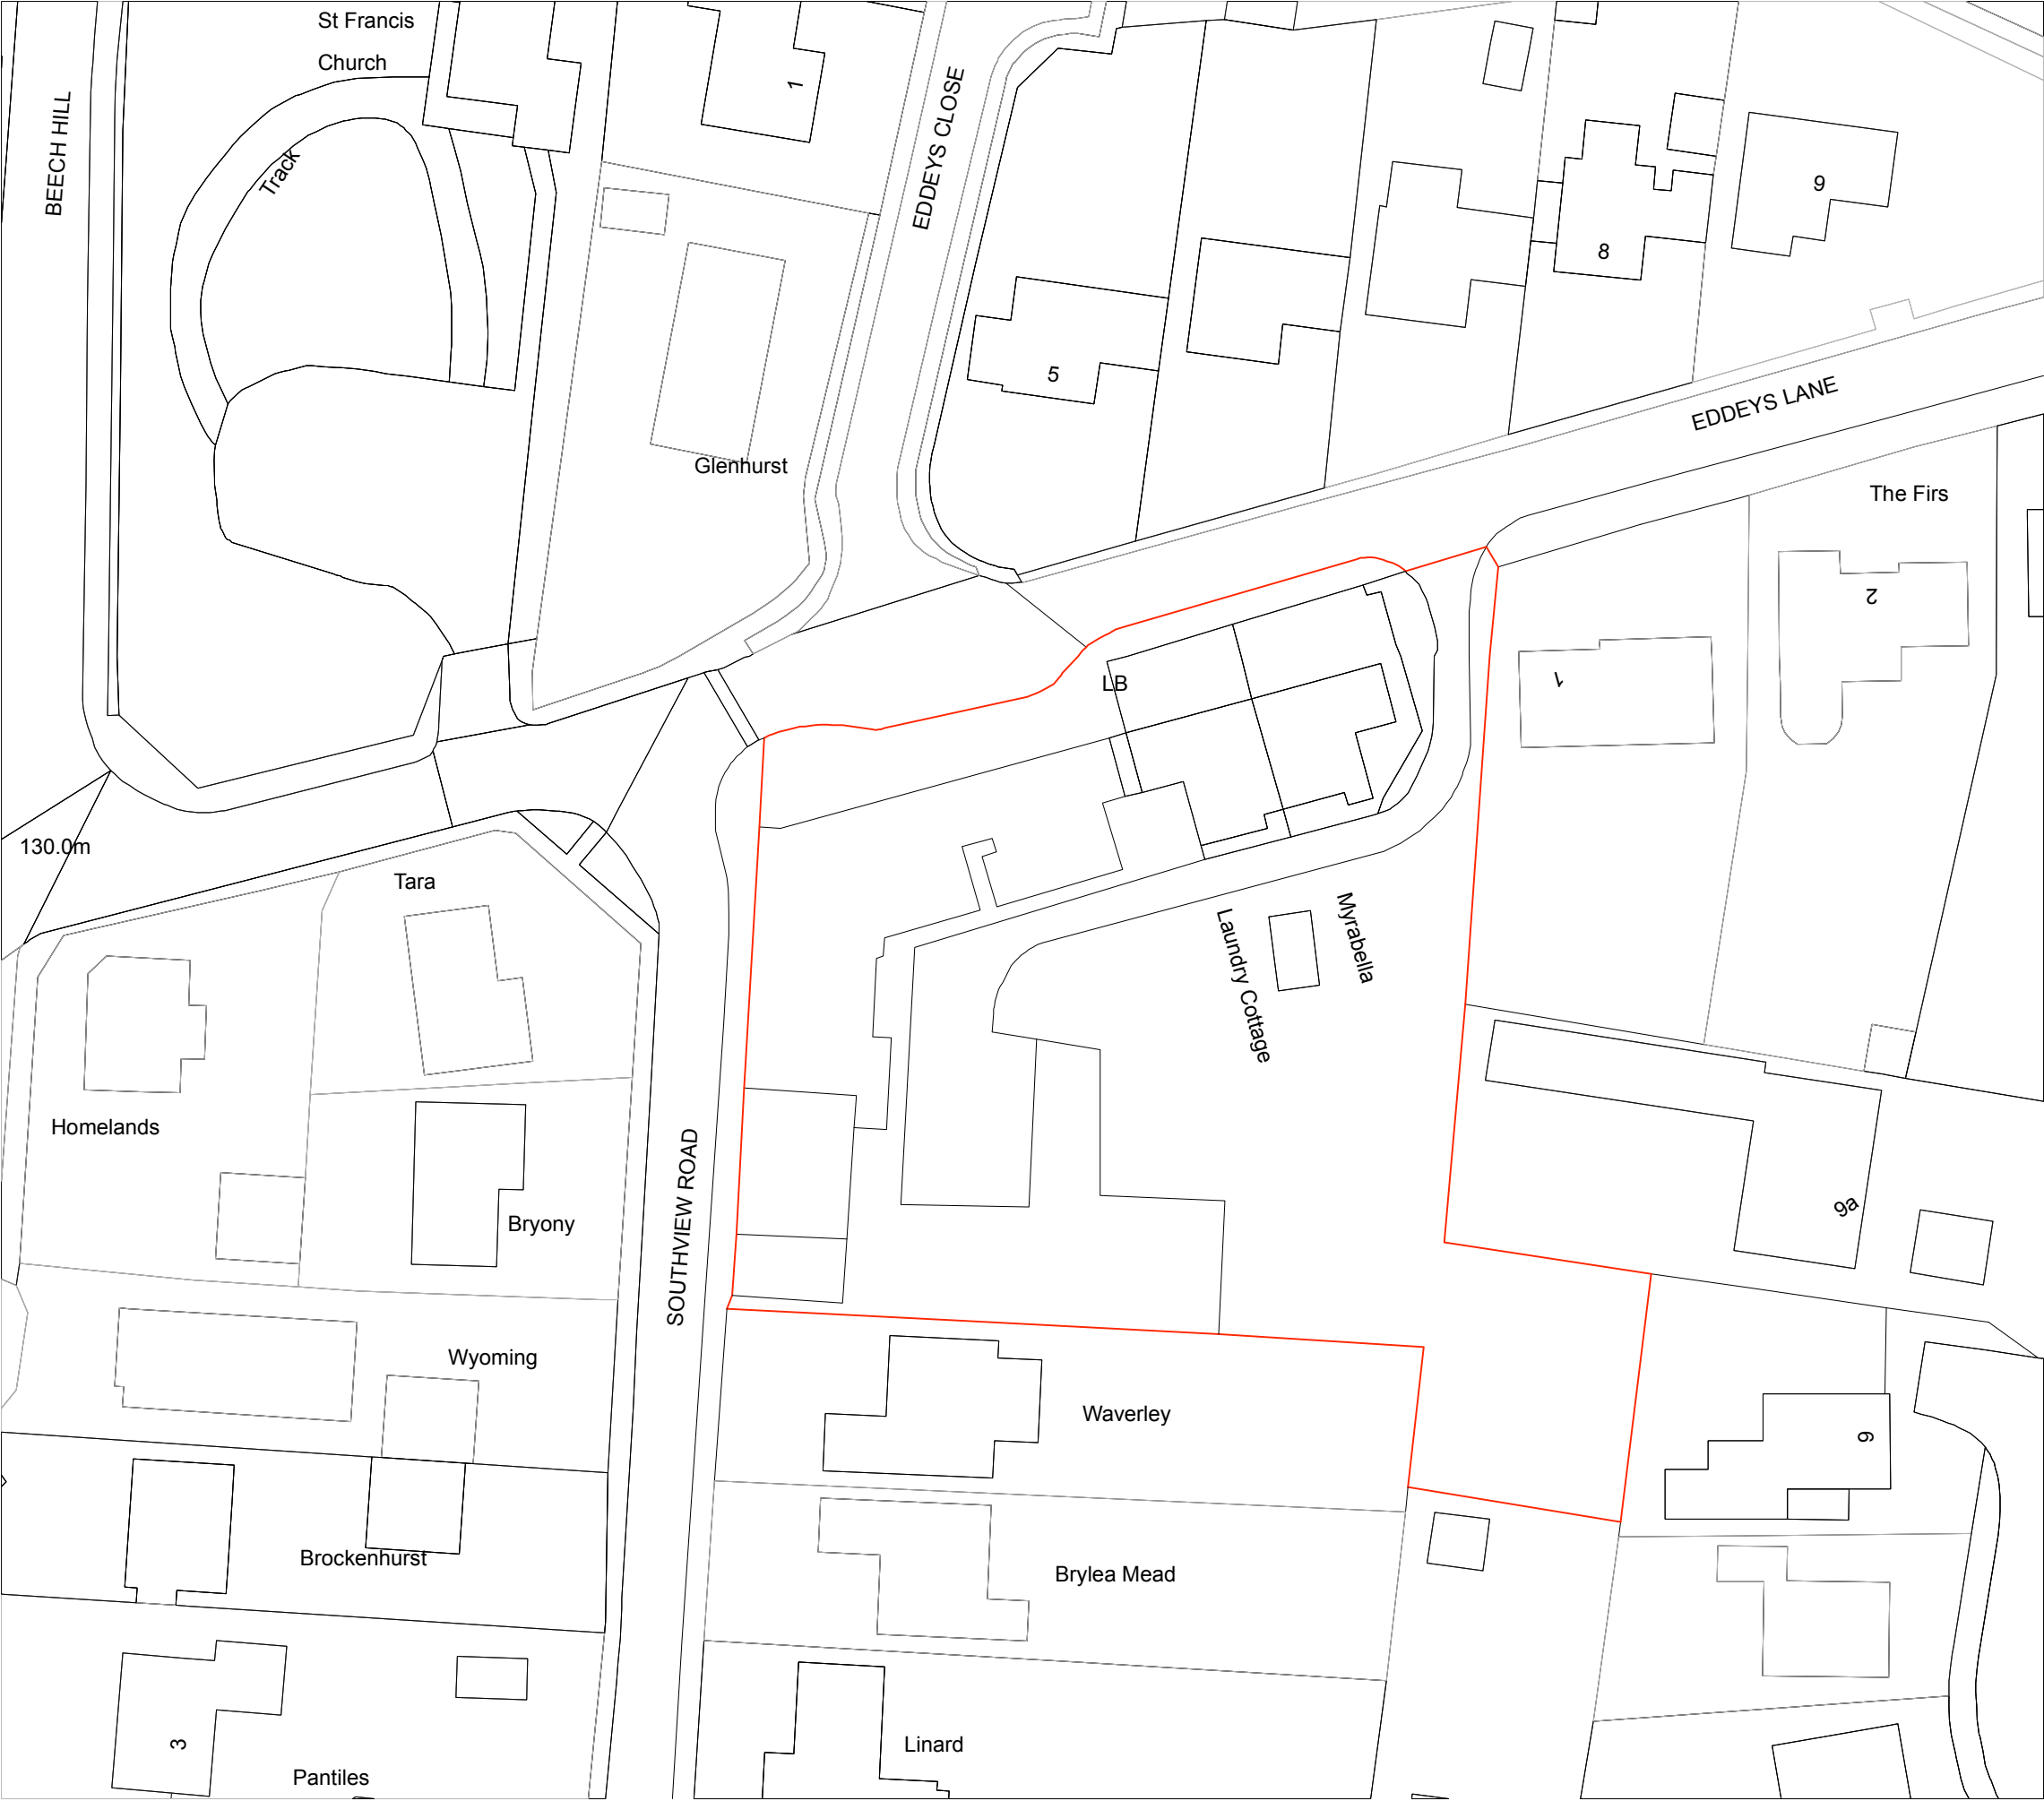 St Francis
Church
BEECH HILL
Track
1
EDDEYS CLOSE
9
8
5
EDDEYS LANE
Glenhurst
The Firs
2
1
LB
130.0m
Tara
Myrabella
Laundry Cottage
Homelands
Bryony
SOUTHVIEW ROAD
9a
Wyoming
Waverley
9
Brockenhurst
Brylea Mead
3
Linard
Pantiles